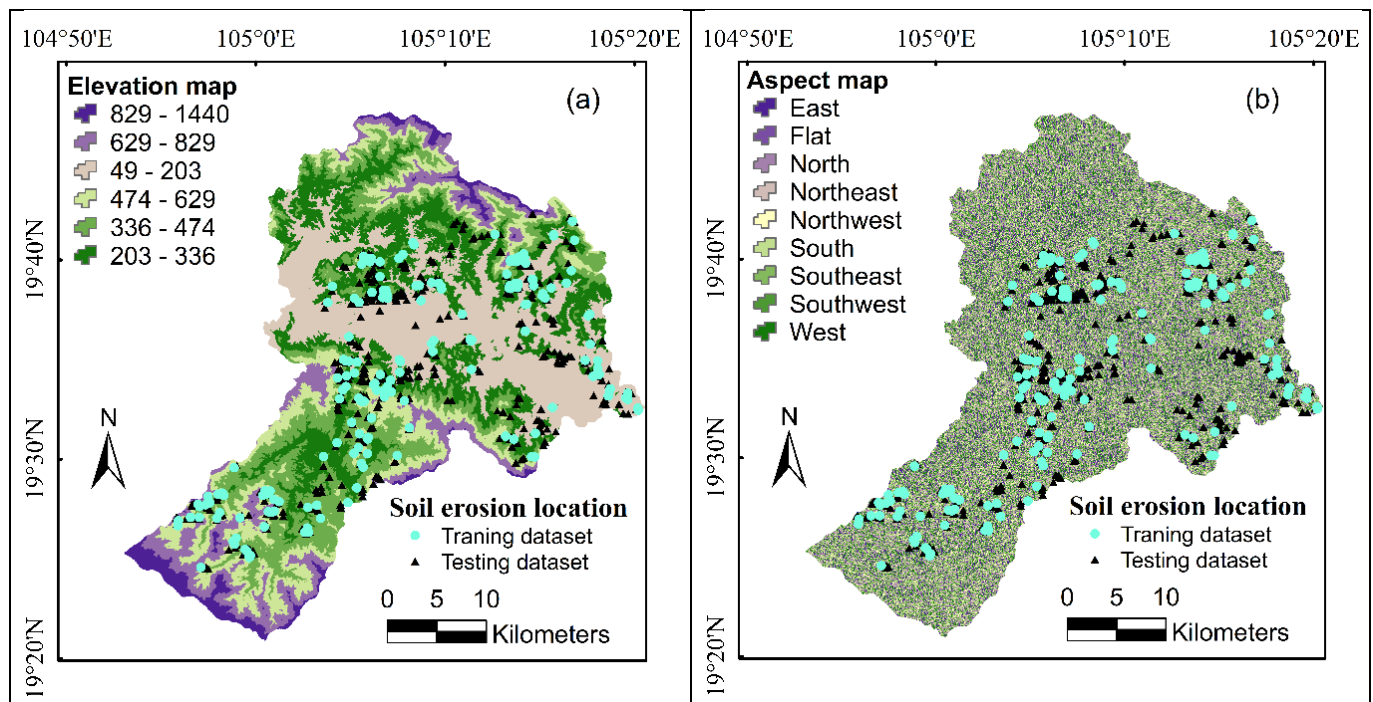 104°50'E 105°0'E 105°10'E 105°20'E
Elevation map
(a)
829 - 1440
629 - 829
49 - 203
474 - 629
336 - 474
203 - 336
19°40'N
19°30'N
19°20'N
N
Soil erosion location
Traning dataset
Testing dataset
0 5 10
Kilometers
104°50'E 105°0'E 105°10'E 105°20'E
Aspect map
(b)
East
Flat
North
Northeast
Northwest
South
Southeast
Southwest
West
19°40'N
19°30'N
19°20'N
N
Soil erosion location
Traning dataset
Testing dataset
0 5 10
Kilometers